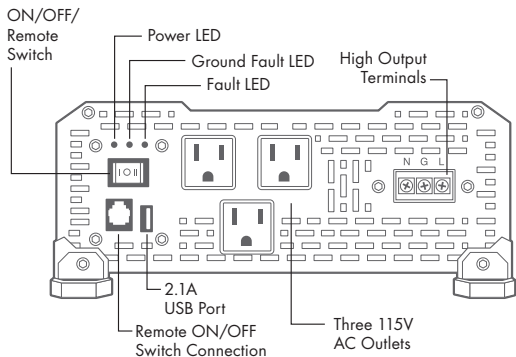 ON/OFF/
Remote
Switch
Power LED
Ground Fault LED
Fault LED
High Output
Terminals
N G L
I O II
2.1A
USB Port
Remote ON/OFF
Switch Connection
Three 115V
AC Outlets